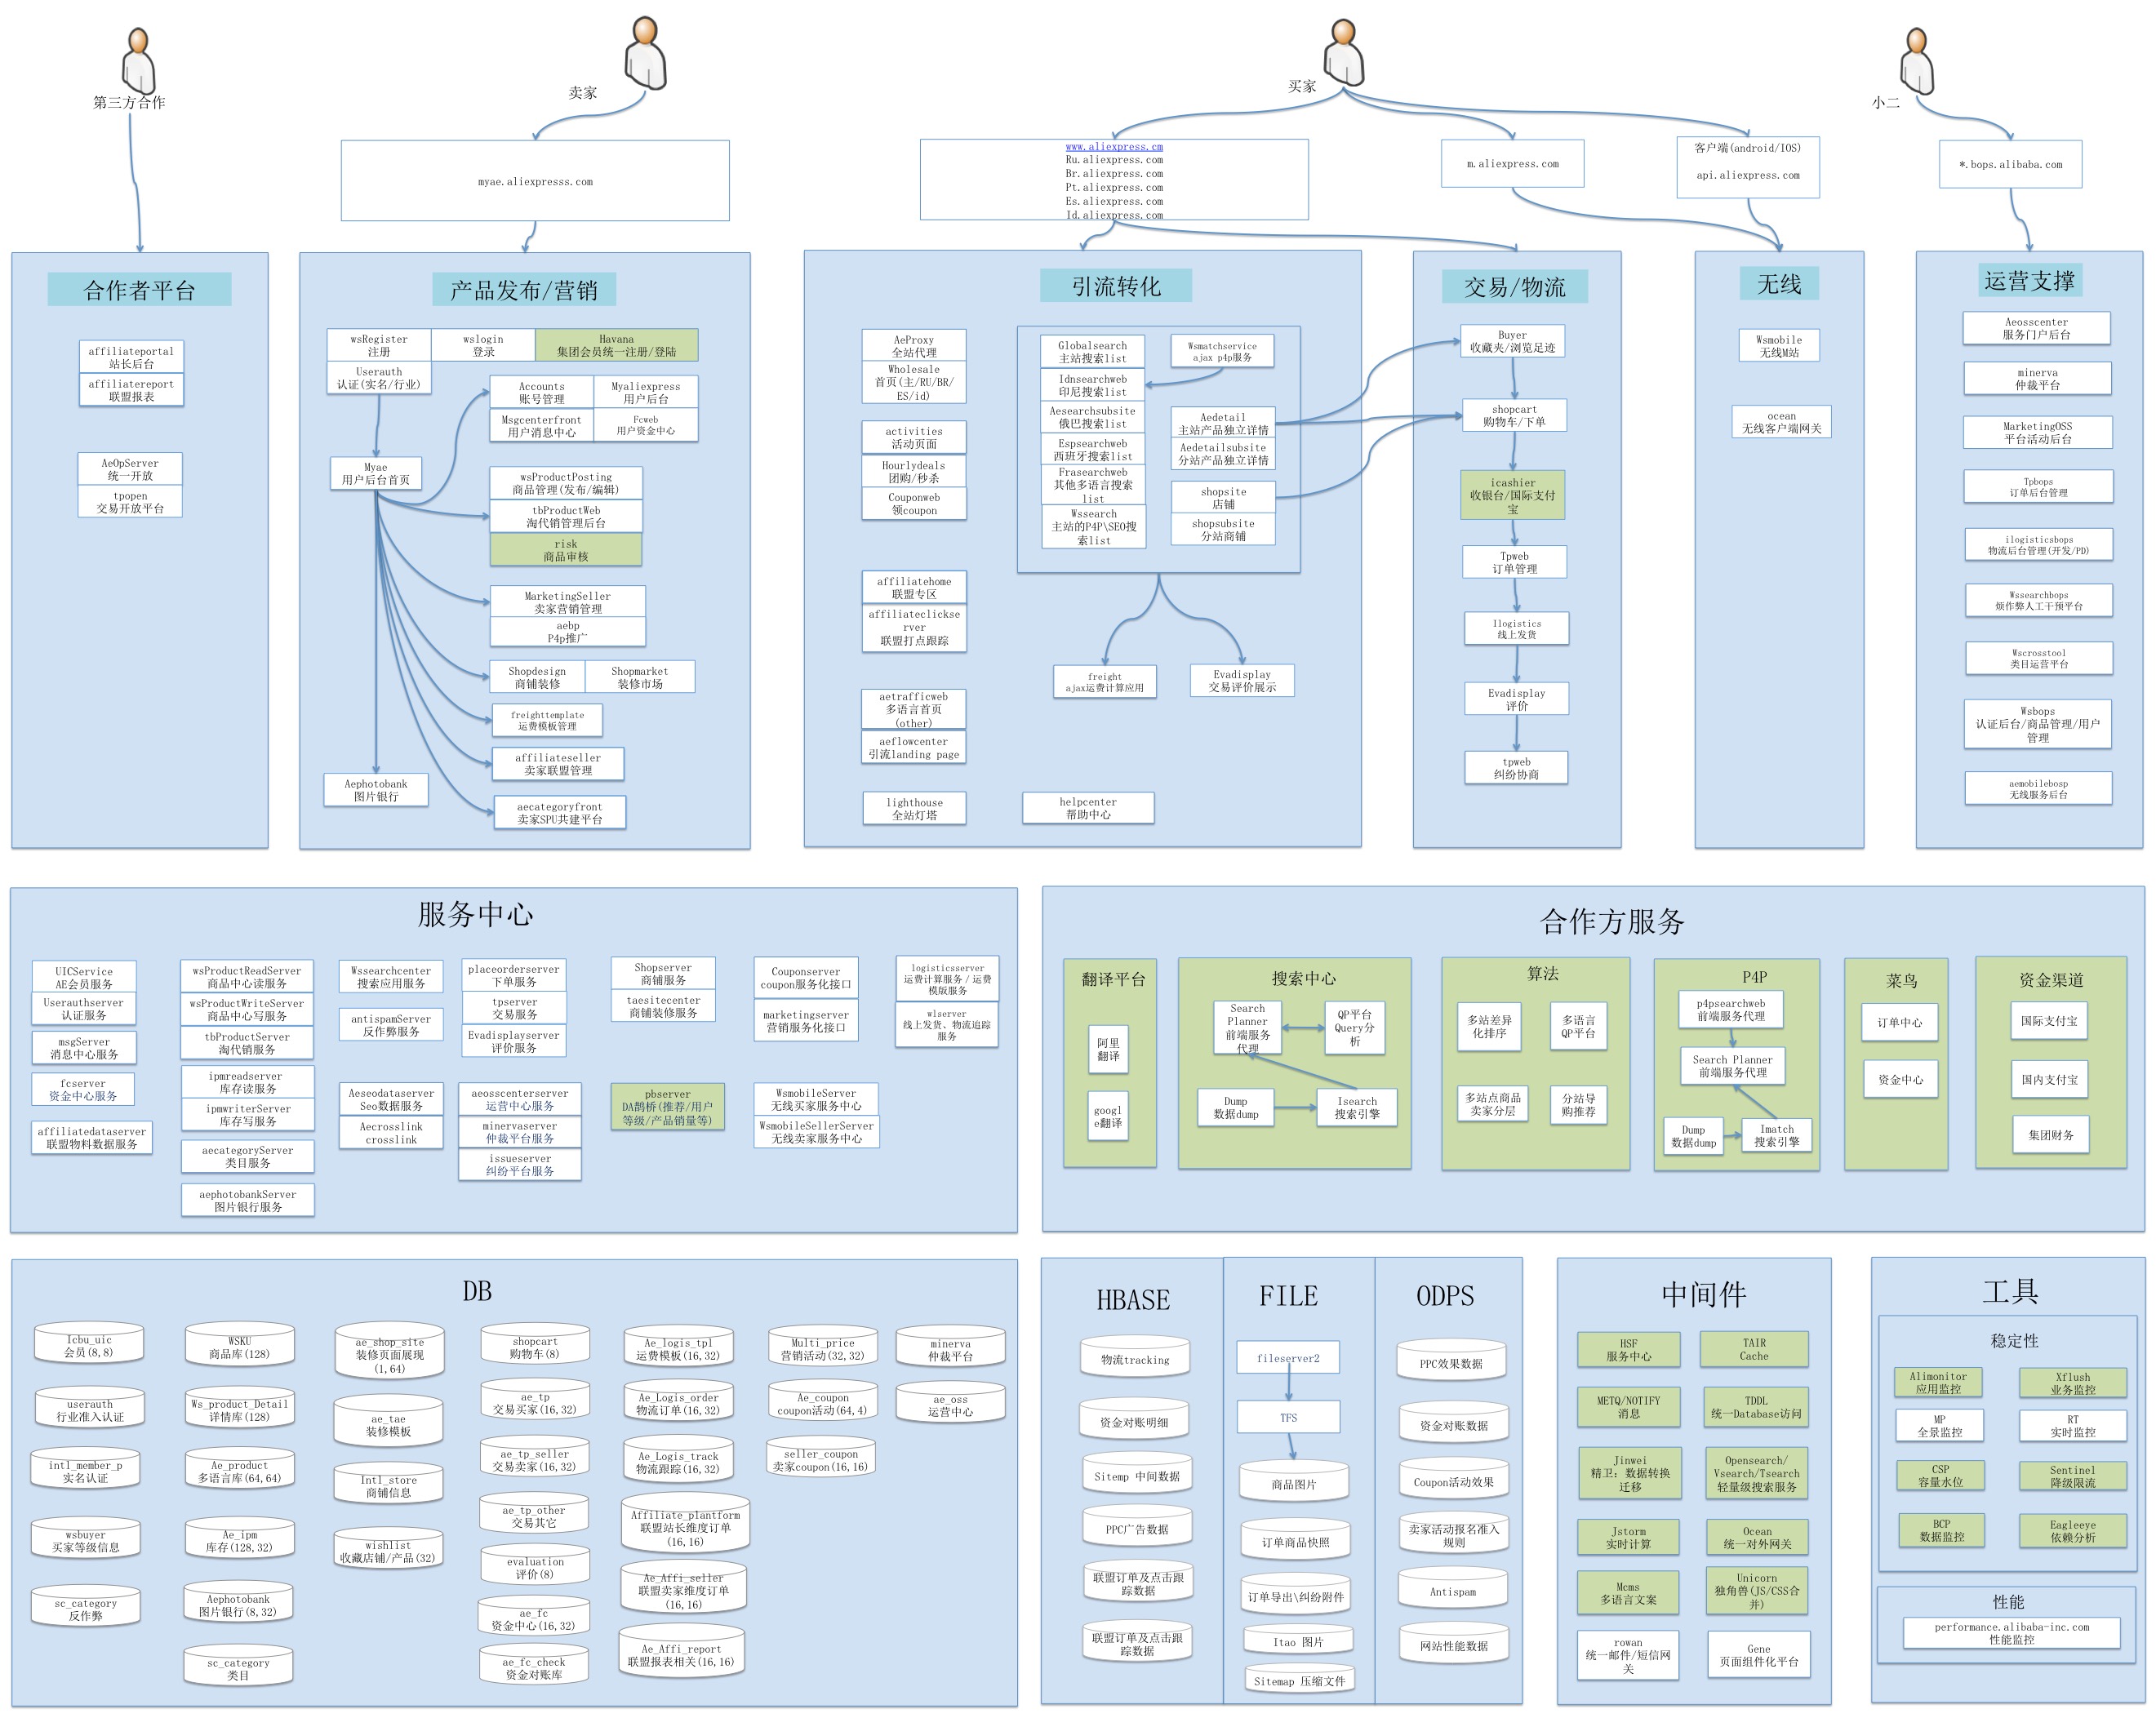 第三方合作
卖家
买家
小二
myae.aliexpresss.com
www.aliexpress.cm
Ru.aliexpress.com
Br.aliexpress.com
Pt.aliexpress.com
Es.aliexpress.com
Id.aliexpress.com
m.aliexpress.com
客户端(android/IOS)
api.aliexpress.com
*.bops.alibaba.com
合作者平台
affiliateportal
站长后台
affiliatereport
联盟报表
AeOpServer
统一开放
tpopen
交易开放平台
产品发布/营销
wsRegister
注册
wslogin
登录
Havana
集团会员统一注册/登陆
Userauth
认证(实名/行业)
Accounts
账号管理
Myaliexpress
用户后台
Msgcenterfront
用户消息中心
Fcweb
用户资金中心
Myae
用户后台首页
wsProductPosting
商品管理(发布/编辑)
tbProductWeb
淘代销管理后台
risk
商品审核
MarketingSeller
卖家营销管理
aebp
P4p推广
Shopdesign
商铺装修
Shopmarket
装修市场
freighttemplate
运费模板管理
affiliateseller
卖家联盟管理
Aephotobank
图片银行
aecategoryfront
卖家SPU共建平台
引流转化
AeProxy
全站代理
Wholesale
首页(主/RU/BR/
ES/id)
activities
活动页面
Hourlydeals
团购/秒杀
Couponweb
领coupon
affiliatehome
联盟专区
affiliateclickse
rver
联盟打点跟踪
aetrafficweb
多语言首页
(other)
aeflowcenter
引流landing page
lighthouse
全站灯塔
Globalsearch
主站搜索list
Idnsearchweb
印尼搜索list
Aesearchsubsite
俄巴搜索list
Espsearchweb
西班牙搜索list
Frasearchweb
其他多语言搜索
list
Wssearch
主站的P4P\SEO搜
索list
Wsmatchservice
ajax p4p服务
Aedetail
主站产品独立详情
Aedetailsubsite
分站产品独立详情
shopsite
店铺
shopsubsite
分站商铺
freight
ajax运费计算应用
Evadisplay
交易评价展示
helpcenter
帮助中心
交易/物流
Buyer
收藏夹/浏览足迹
shopcart
购物车/下单
icashier
收银台/国际支付
宝
Tpweb
订单管理
Ilogistics
线上发货
Evadisplay
评价
tpweb
纠纷协商
无线
Wsmobile
无线M站
ocean
无线客户端网关
运营支撑
Aeosscenter
服务门户后台
minerva
仲裁平台
MarketingOSS
平台活动后台
Tpbops
订单后台管理
ilogisticsbops
物流后台管理(开发/PD)
Wssearchbops
烦作弊人工干预平台
Wscrosstool
类目运营平台
Wsbops
认证后台/商品管理/用户
管理
aemobilebosp
无线服务后台
服务中心
UICService
AE会员服务
Userauthserver
认证服务
msgServer
消息中心服务
fcserver
资金中心服务
affiliatedataserver
联盟物料数据服务
wsProductReadServer
商品中心读服务
wsProductWriteServer
商品中心写服务
tbProductServer
淘代销服务
ipmreadserver
库存读服务
ipmwriterServer
库存写服务
aecategoryServer
类目服务
aephotobankServer
图片银行服务
Wssearchcenter
搜索应用服务
antispamServer
反作弊服务
Aeseodataserver
Seo数据服务
Aecrosslink
crosslink
placeorderserver
下单服务
tpserver
交易服务
Evadisplayserver
评价服务
aeosscenterserver
运营中心服务
minervaserver
仲裁平台服务
issueserver
纠纷平台服务
Shopserver
商铺服务
taesitecenter
商铺装修服务
pbserver
DA鹊桥(推荐/用户
等级/产品销量等)
Couponserver
coupon服务化接口
marketingserver
营销服务化接口
WsmobileServer
无线买家服务中心
WsmobileSellerServer
无线卖家服务中心
logisticsserver
运费计算服务/运费
模版服务
wlserver
线上发货、物流追踪
服务
合作方服务
翻译平台
阿里
翻译
googl
e翻译
搜索中心
Search
Planner
前端服务
代理
QP平台
Query分
析
Dump
数据dump
Isearch
搜索引擎
算法
多站差异
化排序
多语言
QP平台
多站点商品
卖家分层
分站导
购推荐
P4P
p4psearchweb
前端服务代理
Search Planner
前端服务代理
Dump
数据dump
Imatch
搜索引擎
菜鸟
订单中心
资金中心
资金渠道
国际支付宝
国内支付宝
集团财务
DB
Icbu_uic
会员(8,8)
userauth
行业准入认证
intl_member_p
实名认证
wsbuyer
买家等级信息
sc_category
反作弊
WSKU
商品库(128)
Ws_product_Detail
详情库(128)
Ae_product
多语言库(64,64)
Ae_ipm
库存(128,32)
Aephotobank
图片银行(8,32)
sc_category
类目
ae_shop_site
装修页面展现
(1,64)
ae_tae
装修模板
Intl_store
商铺信息
wishlist
收藏店铺/产品(32)
shopcart
购物车(8)
ae_tp
交易买家(16,32)
ae_tp_seller
交易卖家(16,32)
ae_tp_other
交易其它
evaluation
评价(8)
ae_fc
资金中心(16,32)
ae_fc_check
资金对账库
Ae_logis_tpl
运费模板(16,32)
Ae_Logis_order
物流订单(16,32)
Ae_Logis_track
物流跟踪(16,32)
Affiliate_plantform
联盟站长维度订单
(16,16)
Ae_Affi_seller
联盟卖家维度订单
(16,16)
Ae_Affi_report
联盟报表相关(16,16)
Multi_price
营销活动(32,32)
Ae_coupon
coupon活动(64,4)
seller_coupon
卖家coupon(16,16)
minerva
仲裁平台
ae_oss
运营中心
HBASE
物流tracking
资金对账明细
Sitemp 中间数据
PPC广告数据
联盟订单及点击跟
踪数据
联盟订单及点击跟
踪数据
FILE
fileserver2
TFS
商品图片
订单商品快照
订单导出\纠纷附件
Itao 图片
Sitemap 压缩文件
ODPS
PPC效果数据
资金对账数据
Coupon活动效果
卖家活动报名准入
规则
Antispam
网站性能数据
中间件
HSF
服务中心
TAIR
Cache
METQ/NOTIFY
消息
TDDL
统一Database访问
Jinwei
精卫：数据转换
迁移
Opensearch/
Vsearch/Tsearch
轻量级搜索服务
Jstorm
实时计算
Ocean
统一对外网关
Mcms
多语言文案
Unicorn
独角兽(JS/CSS合
并)
rowan
统一邮件/短信网
关
Gene
页面组件化平台
工具
稳定性
Alimonitor
应用监控
Xflush
业务监控
MP
全景监控
RT
实时监控
CSP
容量水位
Sentinel
降级限流
BCP
数据监控
Eagleeye
依赖分析
性能
performance.alibaba-inc.com
性能监控